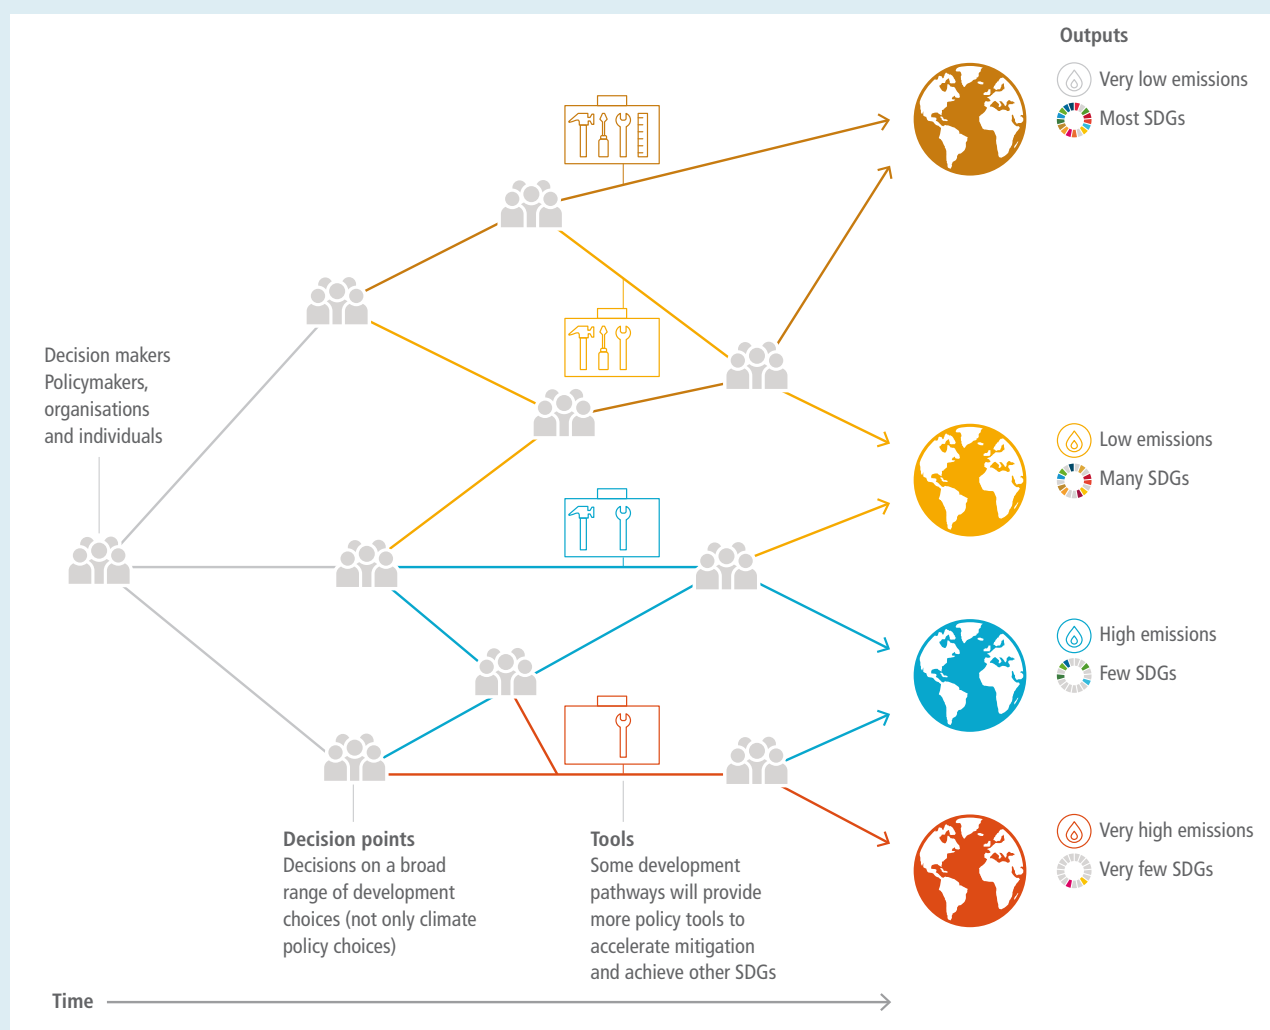 Outputs
Very low emissions
Most SDGs
Decision makers
Policymakers,
organisations
and individuals
Low emissions
Many SDGs
High emissions
Few SDGs
Very high emissions
Very few SDGs
Decision points
Decisions on a broad
range of development
choices (not only climate
policy choices)
Tools
Some development
pathways will provide
more policy tools to
accelerate mitigation
and achieve other SDGs
Time